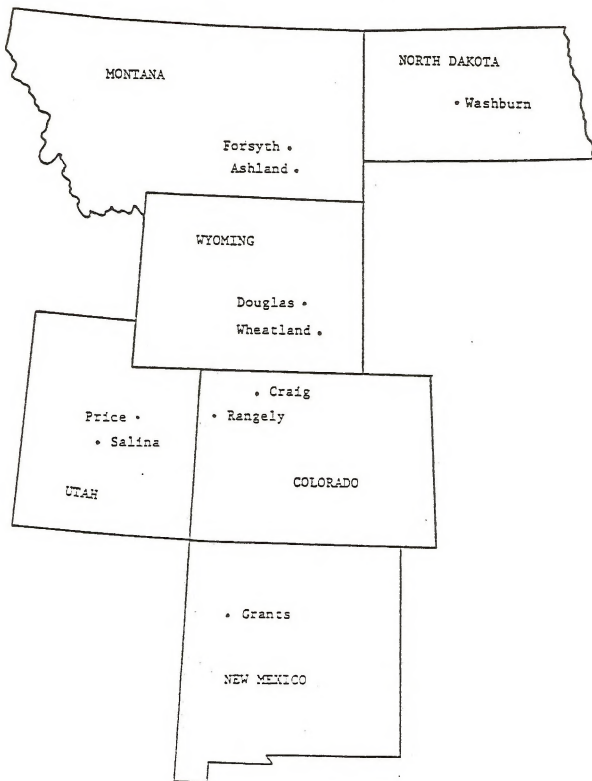 NORTH DAKOTA
MONTANA
Washburn
Forsyth
Ashland
WYOMING
Douglas
Wheatland
Craig
Price
Rangely
Salina
COLORADO
UTAH
Grants
NEW MEXICO